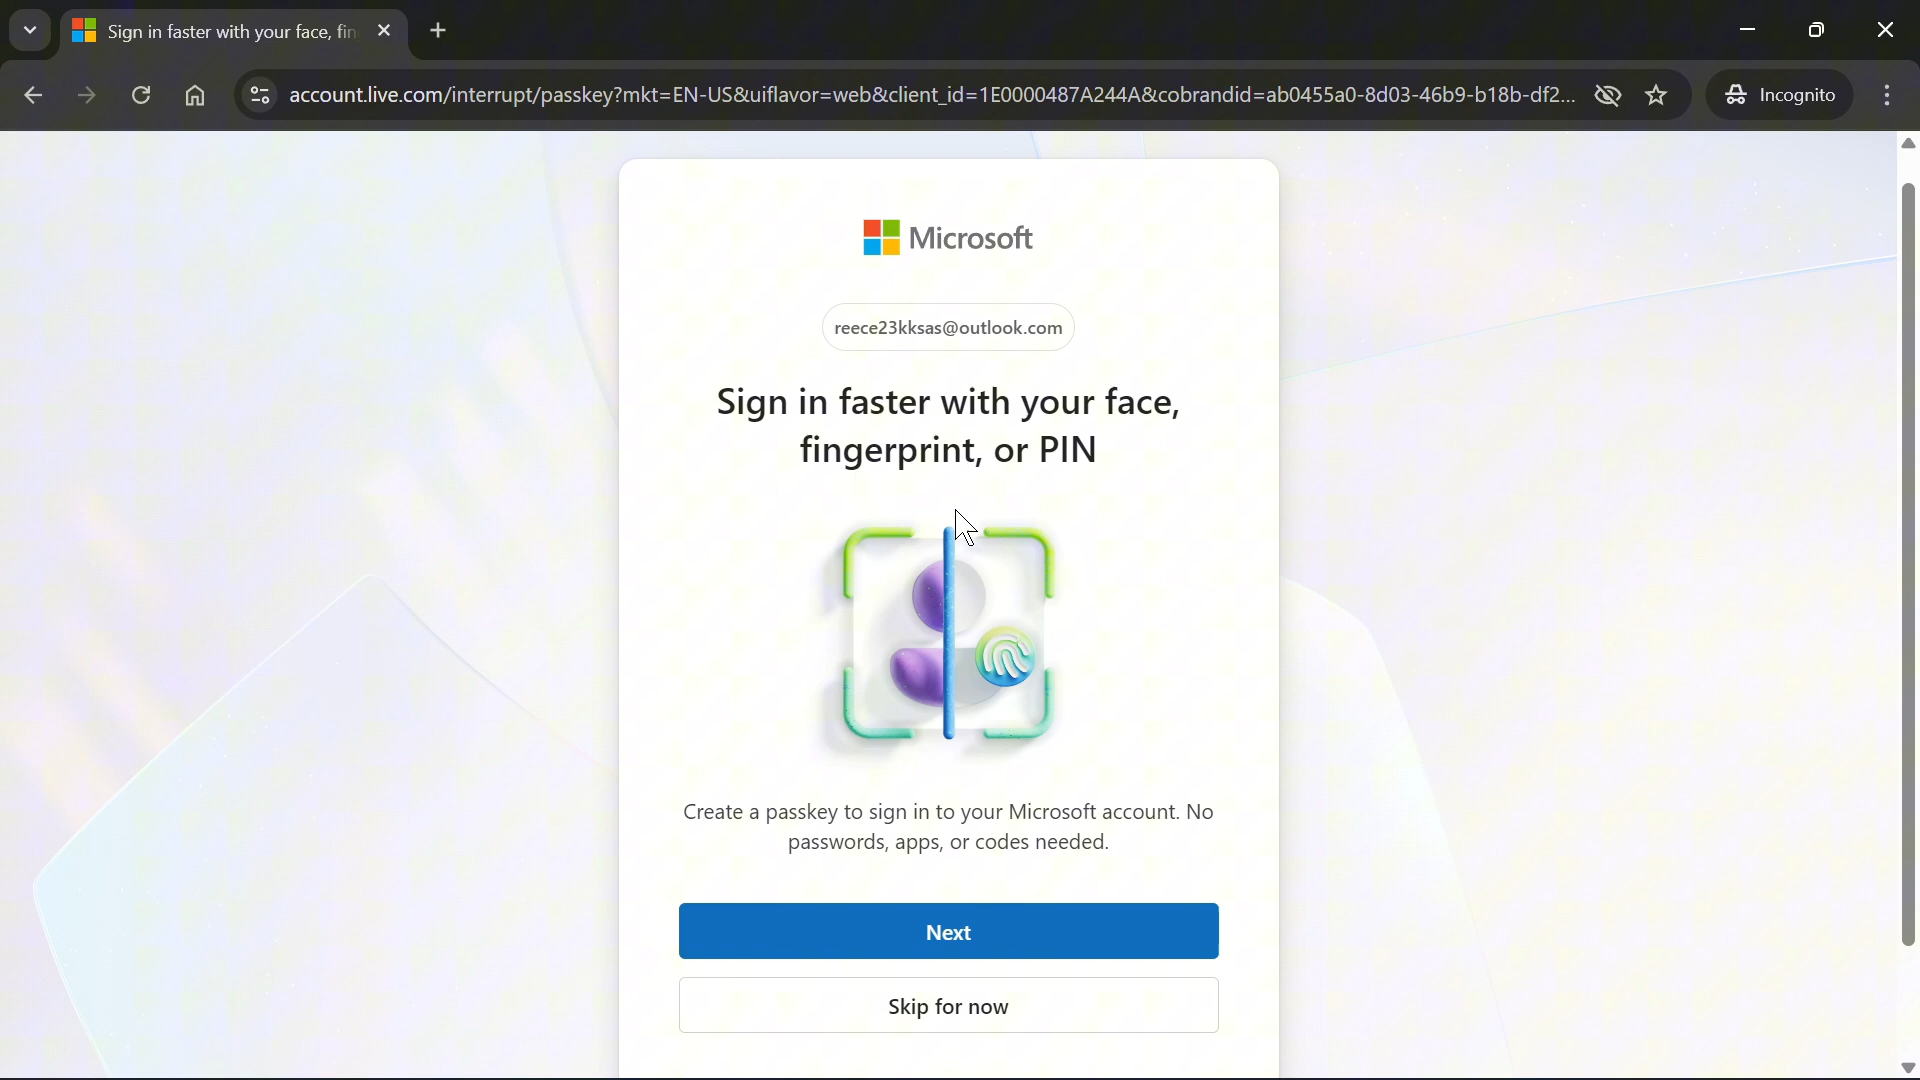 Sign in faster with your face, fin
account.live.com/interrupt/passkey?mkt=EN-US&uiflavor=web&client_id=1E0000487A244A&cobrandid=ab0455a0-8d03-46b9-b18b-df2...
Incognito
Microsoft
reece23kksas@outlook.com
Sign in faster with your face,
fingerprint, or PIN
Create a passkey to sign in to your Microsoft account. No
passwords, apps, or codes needed.
Next
Skip for now